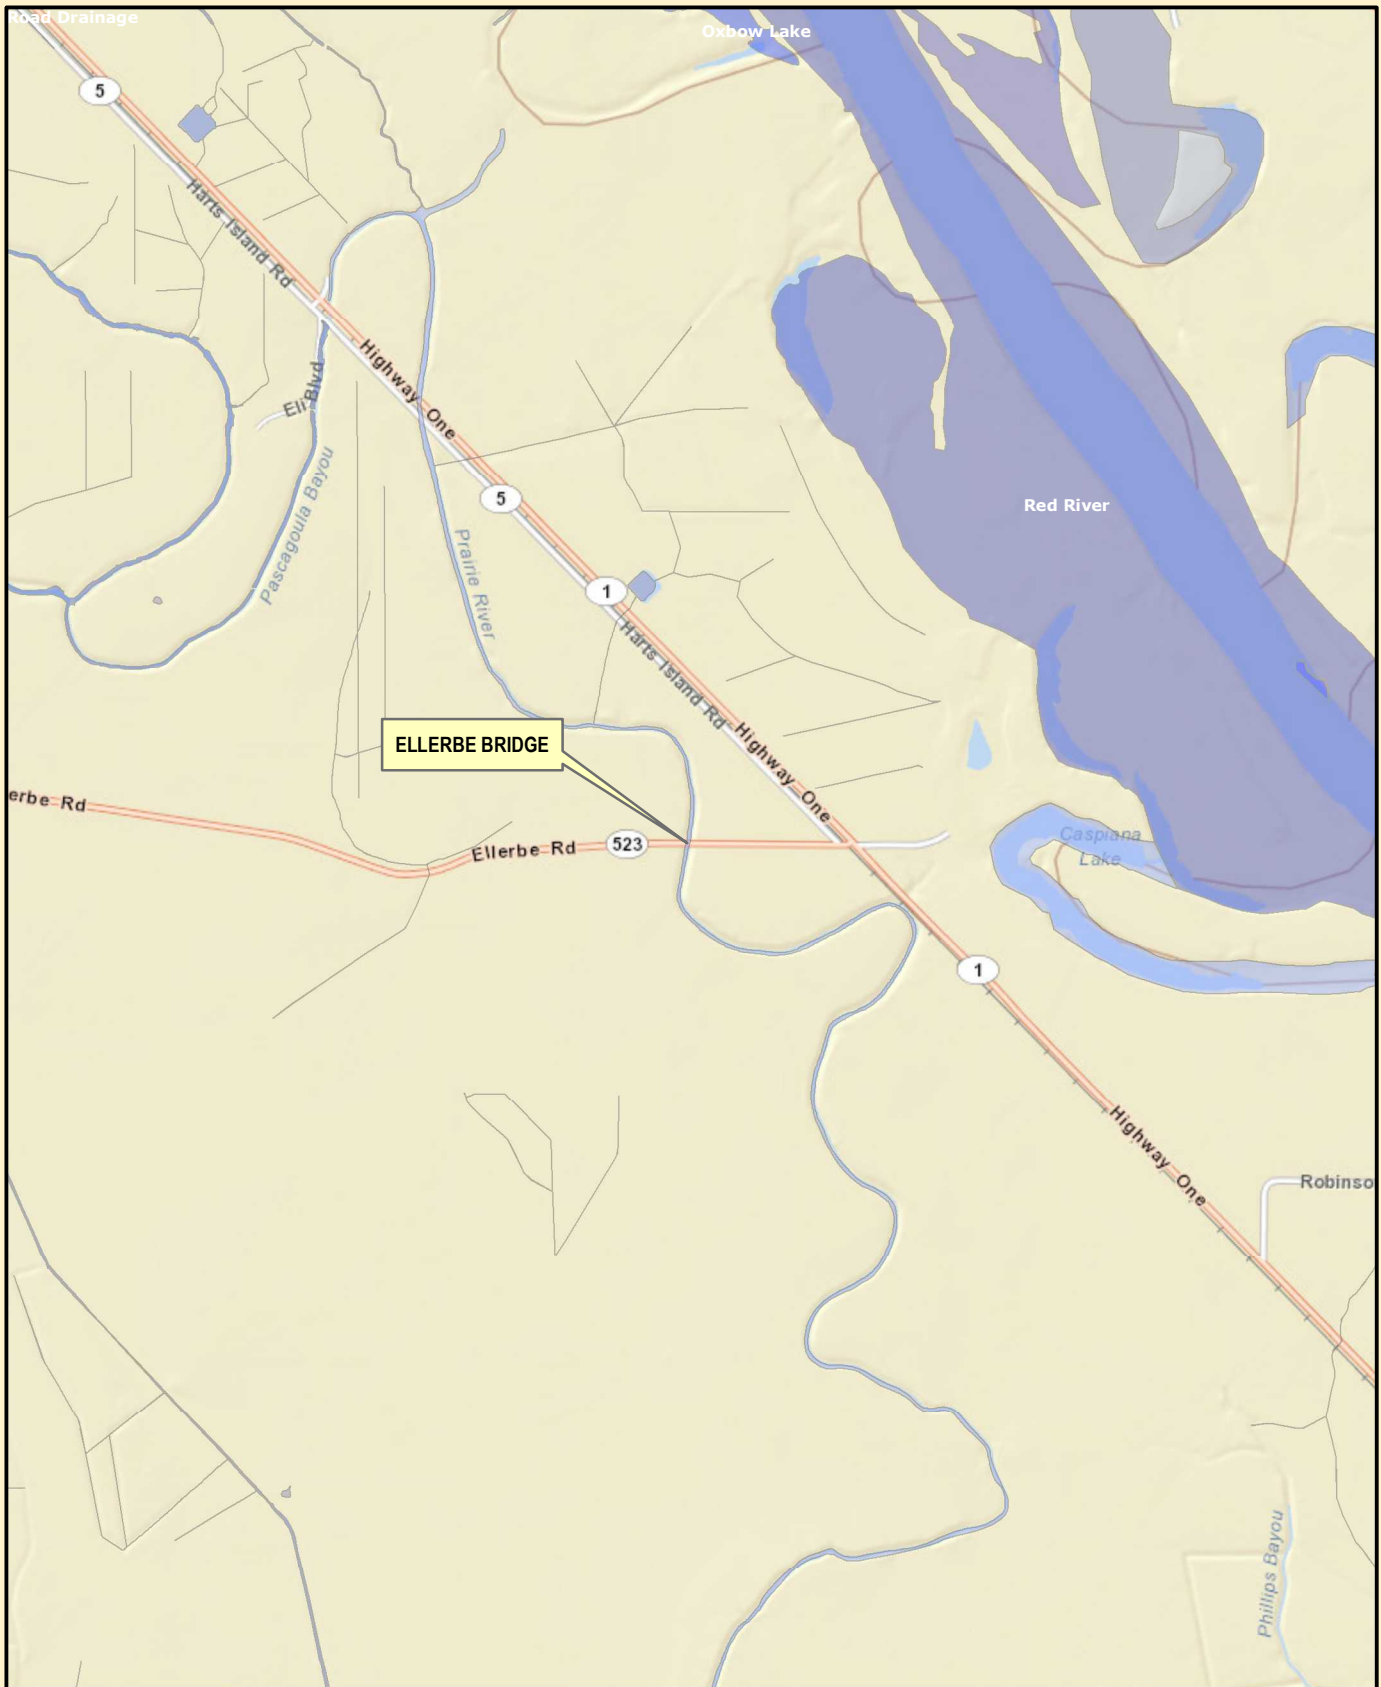 Road Drainage
Oxbow Lake
5
Harts Island Rd
Highway One
Eli Blvd
Pascagoula Bayou
5
Red River
Prairie River
1
Harts Island Rd
Highway One
ELLERBE BRIDGE
erbe Rd
Ellerbe Rd
523
Caspiana
Lake
1
Highway One
Robinso
Phillips Bayou